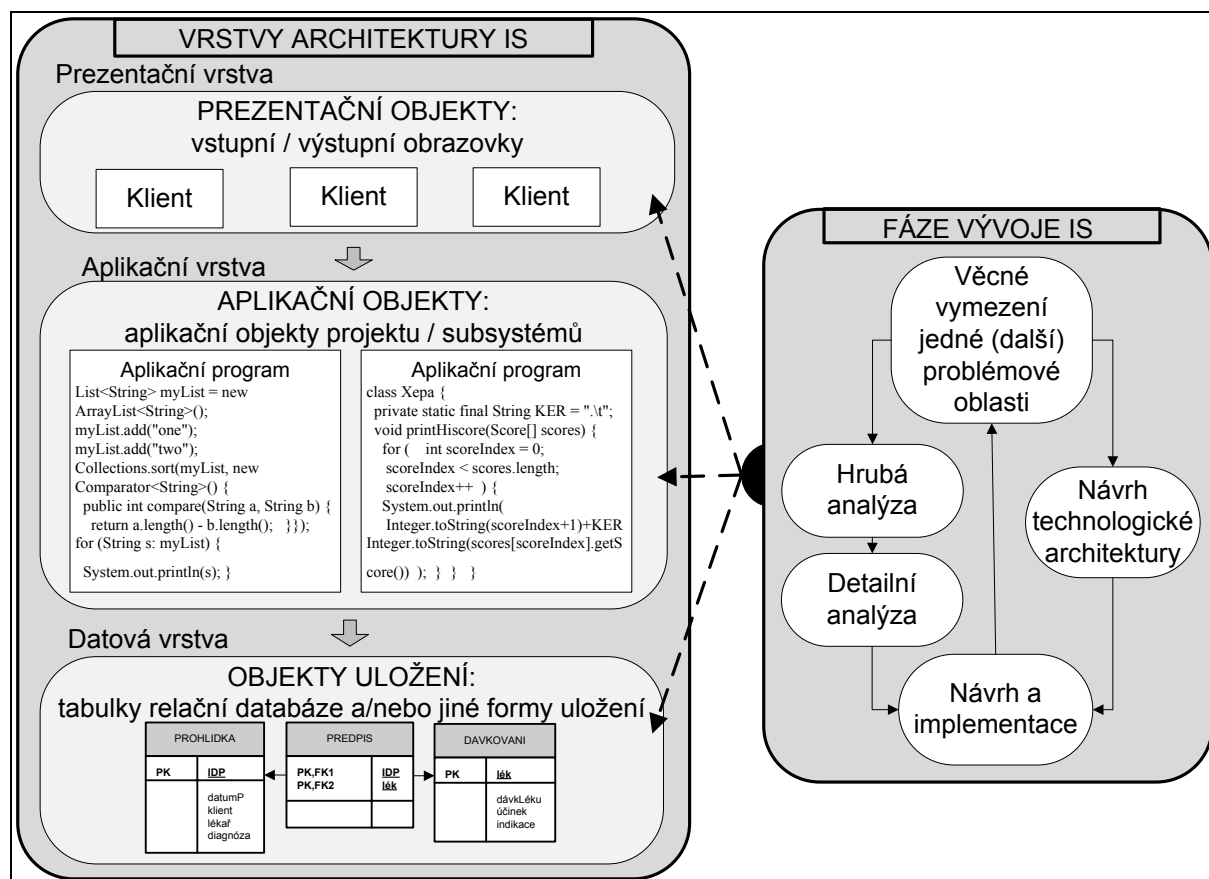 VRSTVY ARCHITEKTURY IS
Prezentační vrstva
PREZENTAČNÍ OBJEKTY:
vstupní / výstupní obrazovky
Klient
Klient
Klient
Aplikační vrstva
APLIKAČNÍ OBJEKTY:
aplikační objekty projektu / subsystémů
Aplikační program
List<String> myList = new
ArrayList<String>();
myList.add("one");
myList.add("two");
Collections.sort(myList, new
Comparator<String>() {
public int compare(String a, String b) {
return a.length() - b.length(); }});
for (String s: myList) {
System.out.println(s); }
Aplikační program
class Xepa {
private static final String KER = ".\t";
void printHiscore(Score[] scores) {
for ( int scoreIndex = 0;
scoreIndex < scores.length;
scoreIndex++ ) {
System.out.println(
Integer.toString(scoreIndex+1)+KER
Integer.toString(scores[scoreIndex].getS
core()) ); } } }
Datová vrstva
OBJEKTY ULOŽENÍ:
tabulky relační databáze a/nebo jiné formy uložení
PROHLIDKA
PK IDP
datumP
klient
lékař
diagnóza
PREDPIS
PK,FK1 IDP
PK,FK2 lék
DAVKOVANI
PK lék
dávkLéku
účinek
indikace
FÁZE VÝVOJE IS
Věcné
vymezení
jedné (další)
problémové
oblasti
Hrubá
analýza
Detailní
analýza
Návrh
technologické
architektury
Návrh a
implementace